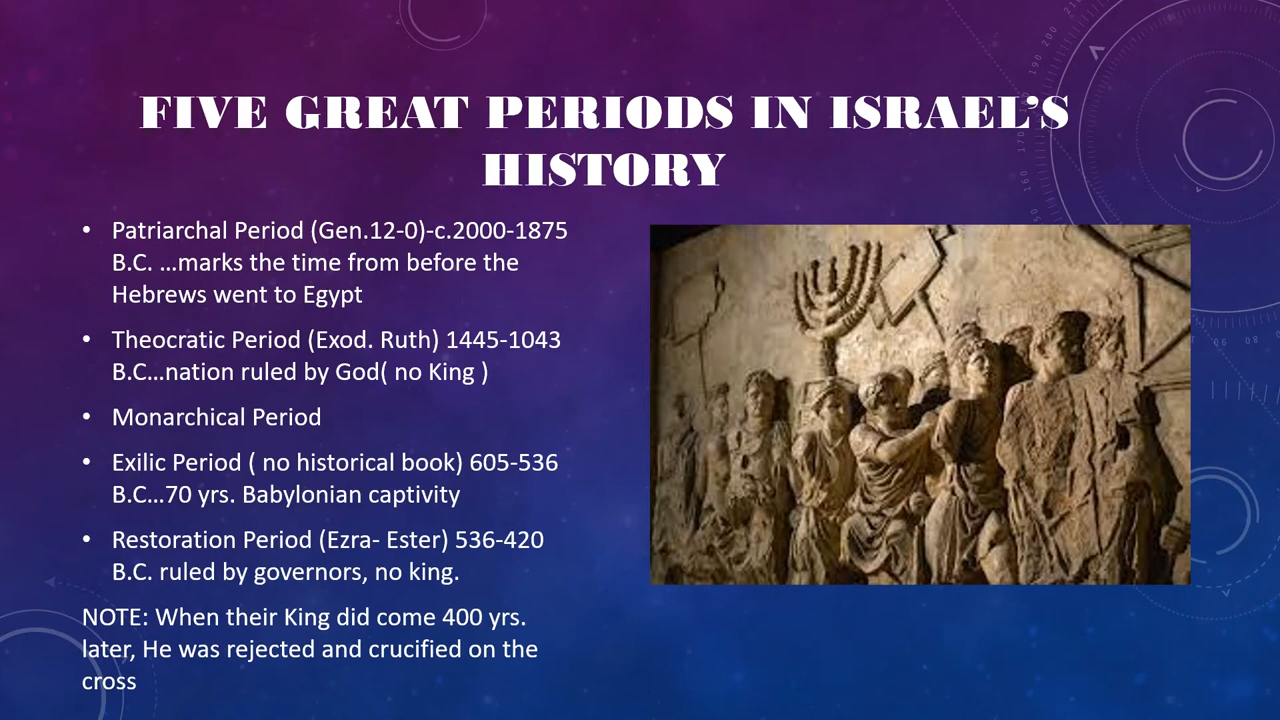 FIVE GREAT PERIODS IN ISRAEL'S
HISTORY
• Patriarchal Period (Gen.12-0)-c.2000-1875
B.C. …marks the time from before the
Hebrews went to Egypt
• Theocratic Period (Exod. Ruth) 1445-1043
B.C…nation ruled by God( no King )
• Monarchical Period
• Exilic Period ( no historical book) 605-536
B.C…70 yrs. Babylonian captivity
• Restoration Period (Ezra- Ester) 536-420
B.C. ruled by governors, no king.
NOTE: When their King did come 400 yrs.
later, He was rejected and crucified on the
cross